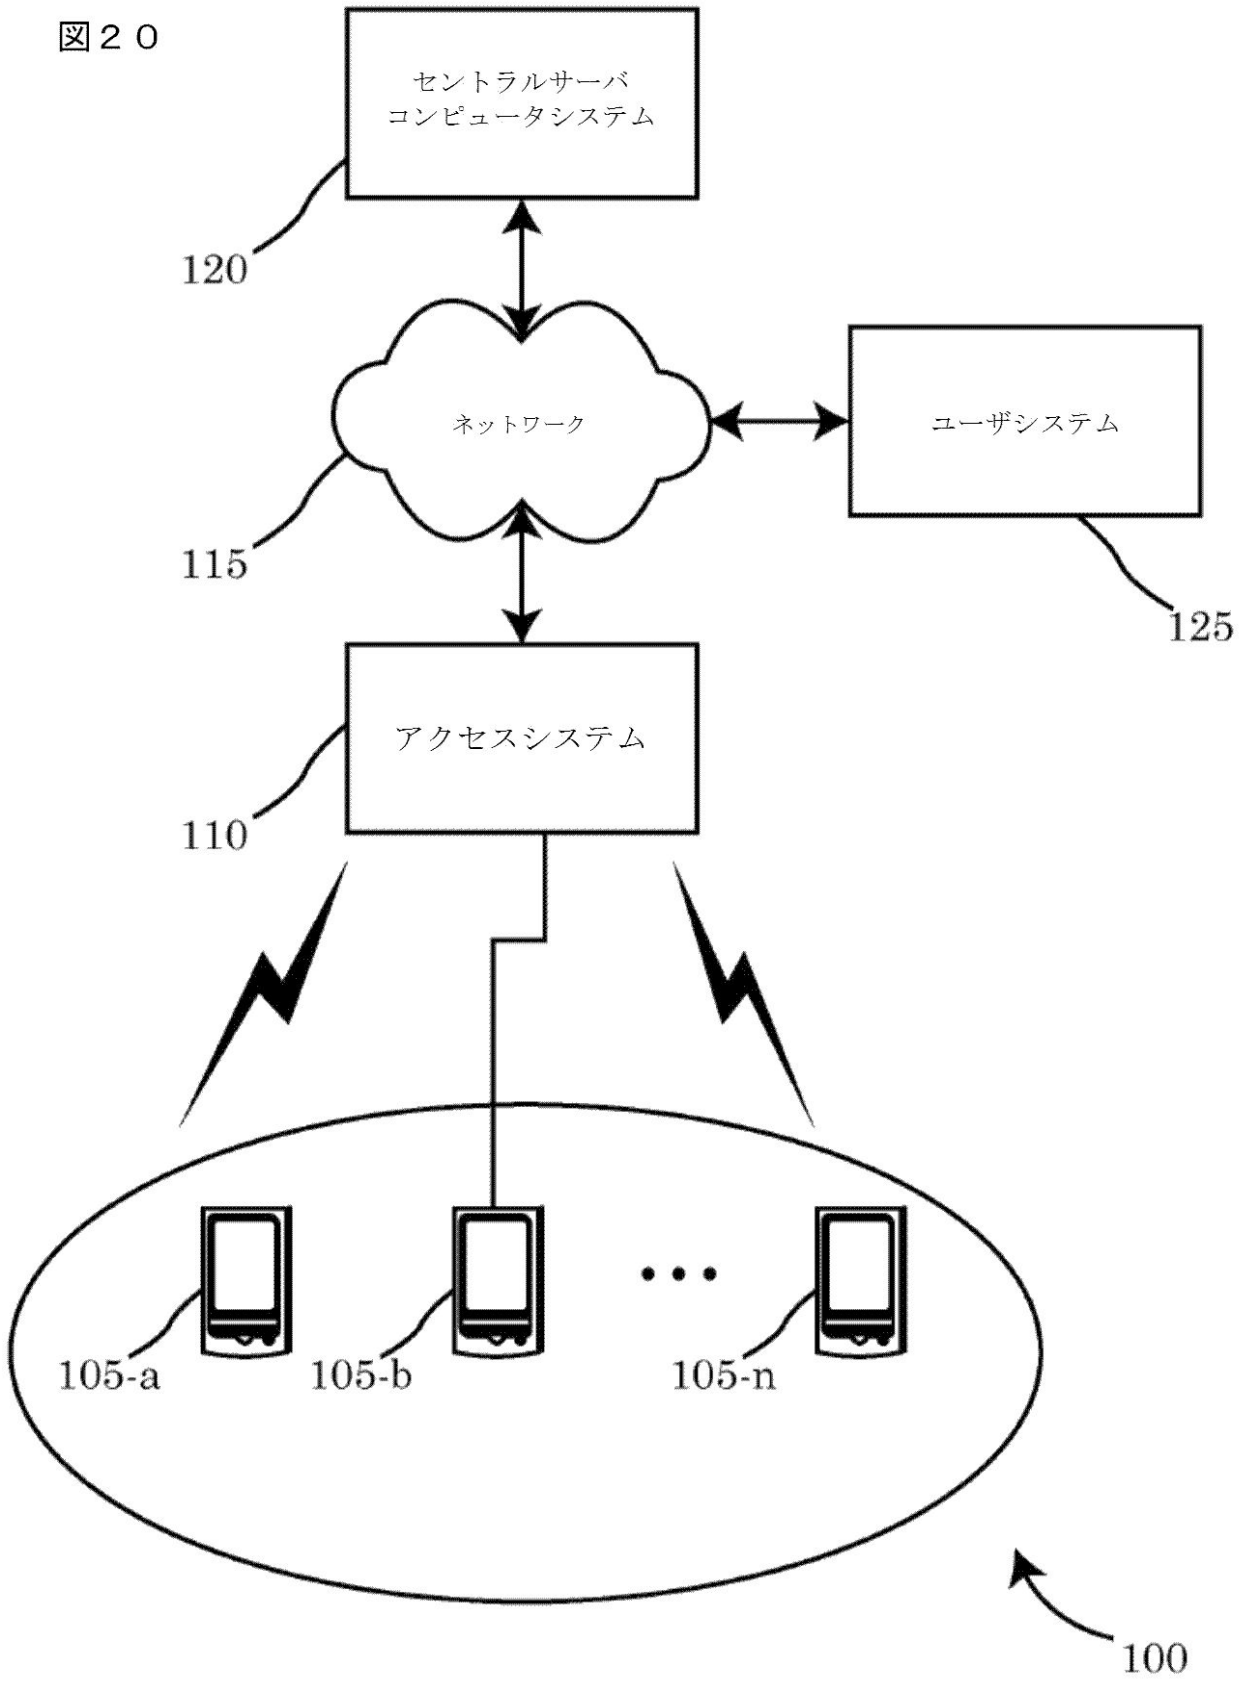 図２０
セントラルサーバ
コンピュータシステム
120
ネットワーク
ユーザシステム
115
125
アクセスシステム
110
105-a
105-b
105-n
100